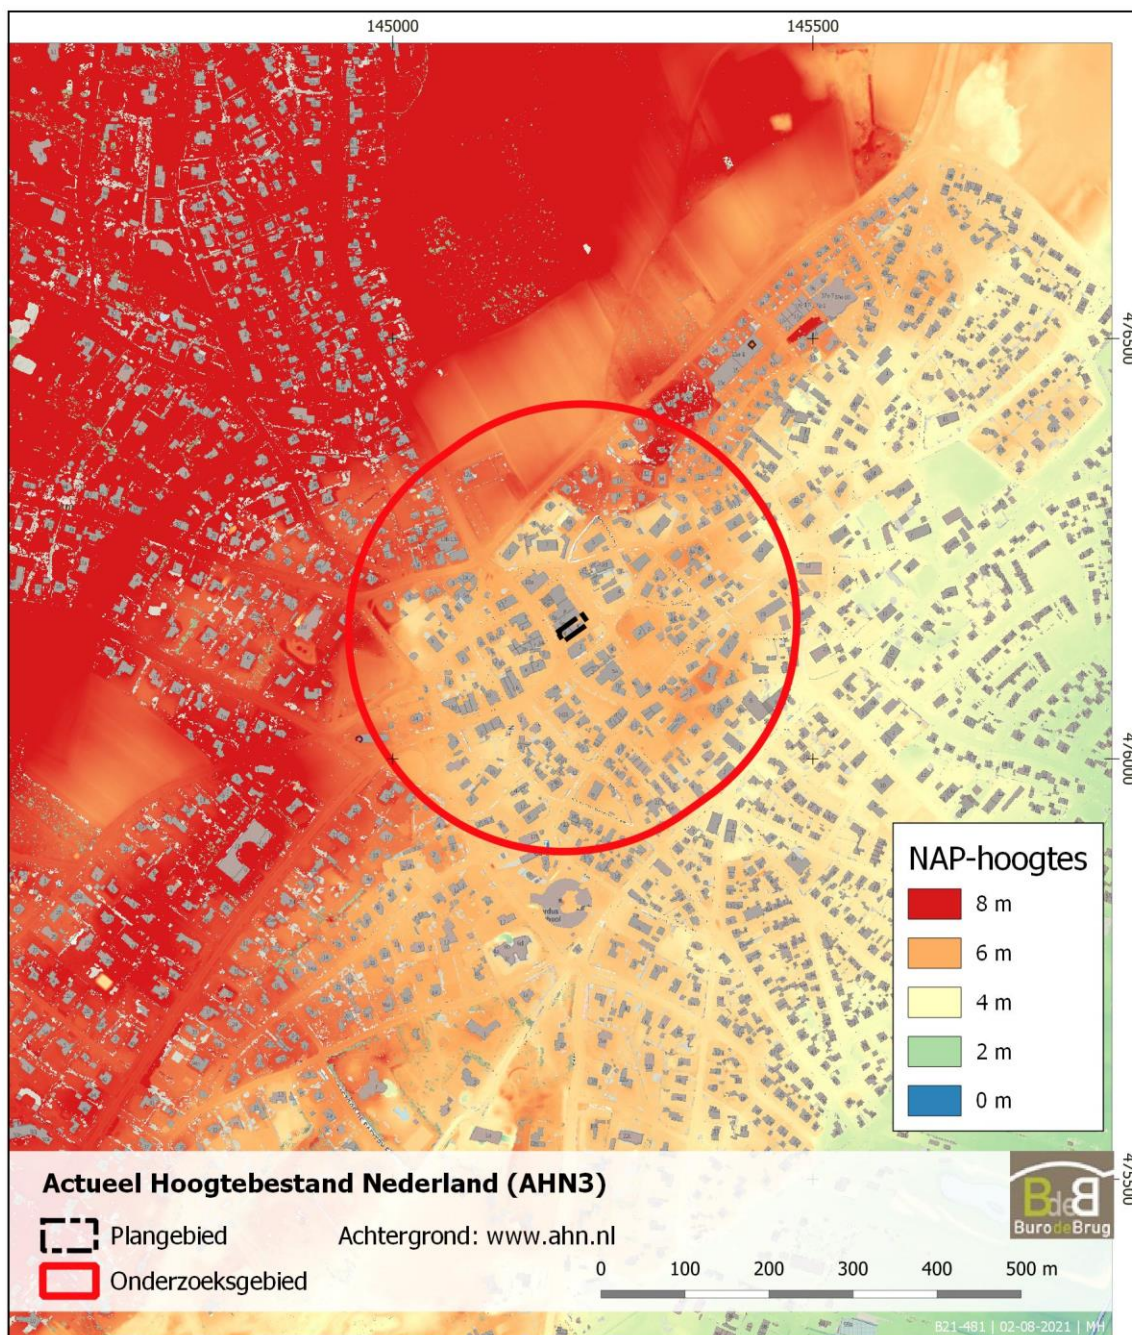 145000
145500
476500
476000
475500
NAP-hoogtes
8 m
6 m
4 m
2 m
0 m
Actueel Hoogtebestand Nederland (AHN3)
Plangebied
Achtergrond: www.ahn.nl
Onderzoeksgebied
0 100 200 300 400 500 m
BdeB
BurodeBrug
B21-481 | 02-08-2021 | MH